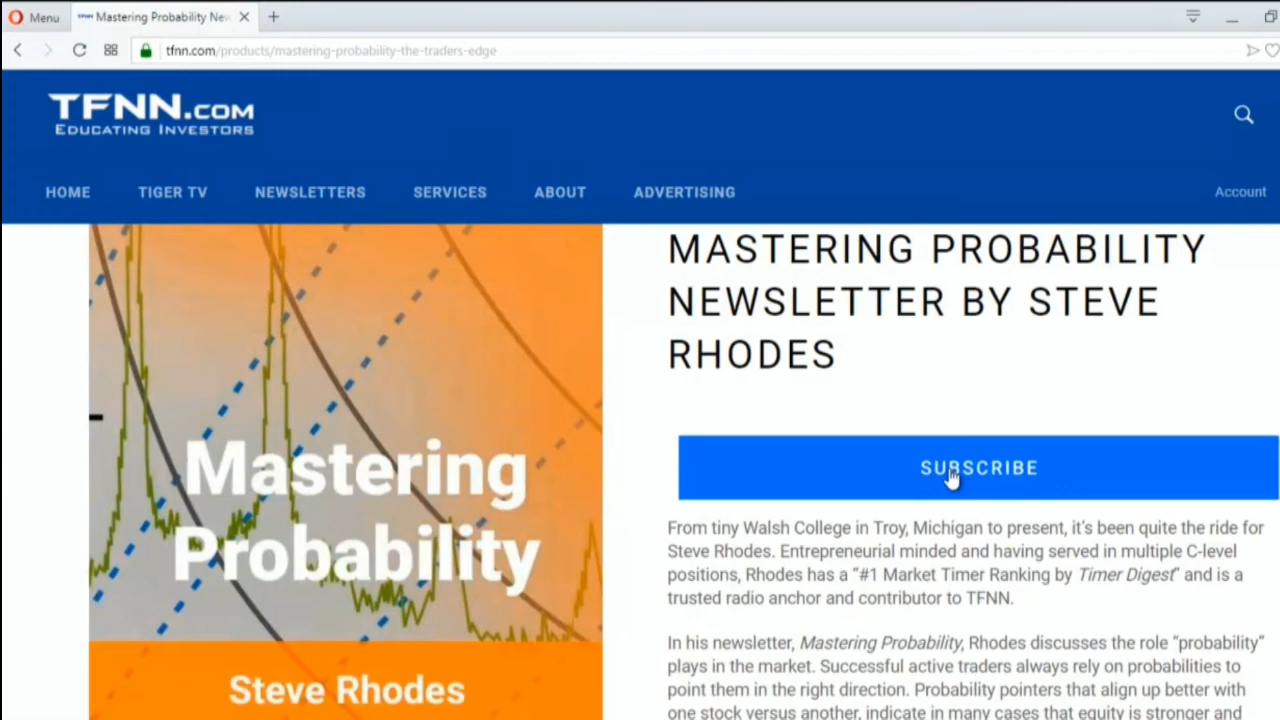 Menu
Mastering Probability New
tfnn.com/products/mastering-probability-the-traders-edge
TFNN.COM
EDUCATING INVESTORS
HOME
TIGER TV
NEWSLETTERS
SERVICES
ABOUT
ADVERTISING
Account
Mastering
Probability
Steve Rhodes
MASTERING PROBABILITY
NEWSLETTER BY STEVE
RHODES
SUBSCRIBE
From tiny Walsh College in Troy, Michigan to present, it's been quite the ride for
Steve Rhodes. Entrepreneurial minded and having served in multiple C-level
positions, Rhodes has a “#1 Market Timer Ranking by Timer Digest” and is a
trusted radio anchor and contributor to TFNN.
In his newsletter, Mastering Probability, Rhodes discusses the role “probability”
plays in the market. Successful active traders always rely on probabilities to
point them in the right direction. Probability pointers that align up better with
one stock versus another, indicate in many cases that equity is stronger and